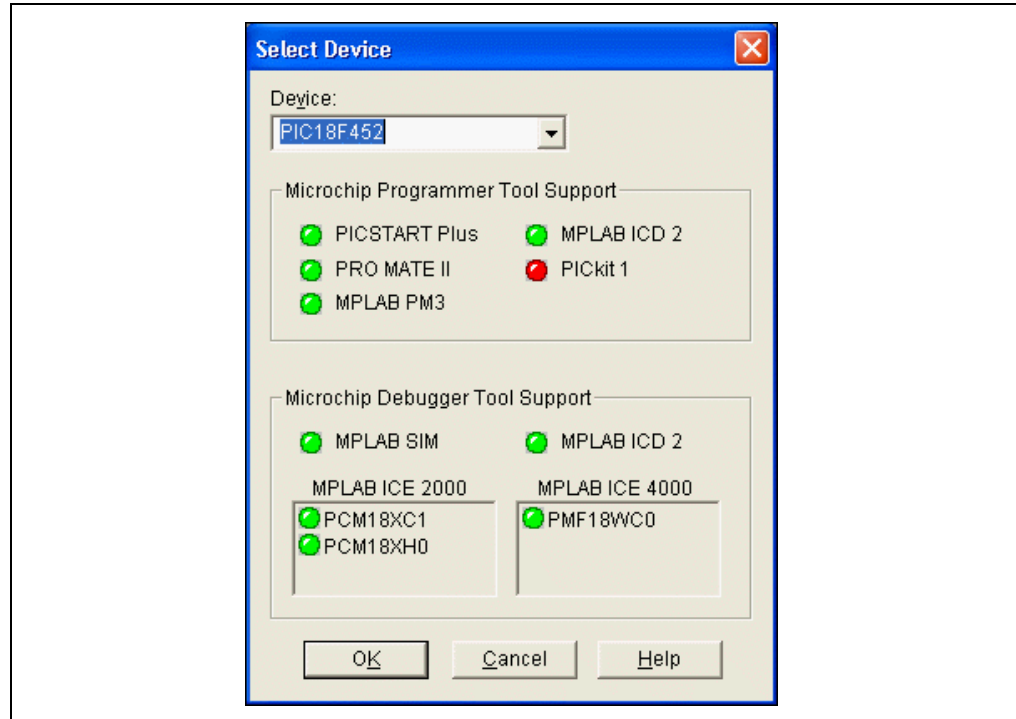 Select Device
Device:
PIC18F452
Microchip Programmer Tool Support
PICSTART Plus
MPLAB ICD 2
PRO MATE II
PICkit 1
MPLAB PM3
Microchip Debugger Tool Support
MPLAB SIM
MPLAB ICD 2
MPLAB ICE 2000
MPLAB ICE 4000
PCM18XC1
PMF18WC0
PCM18XH0
OK
Cancel
Help